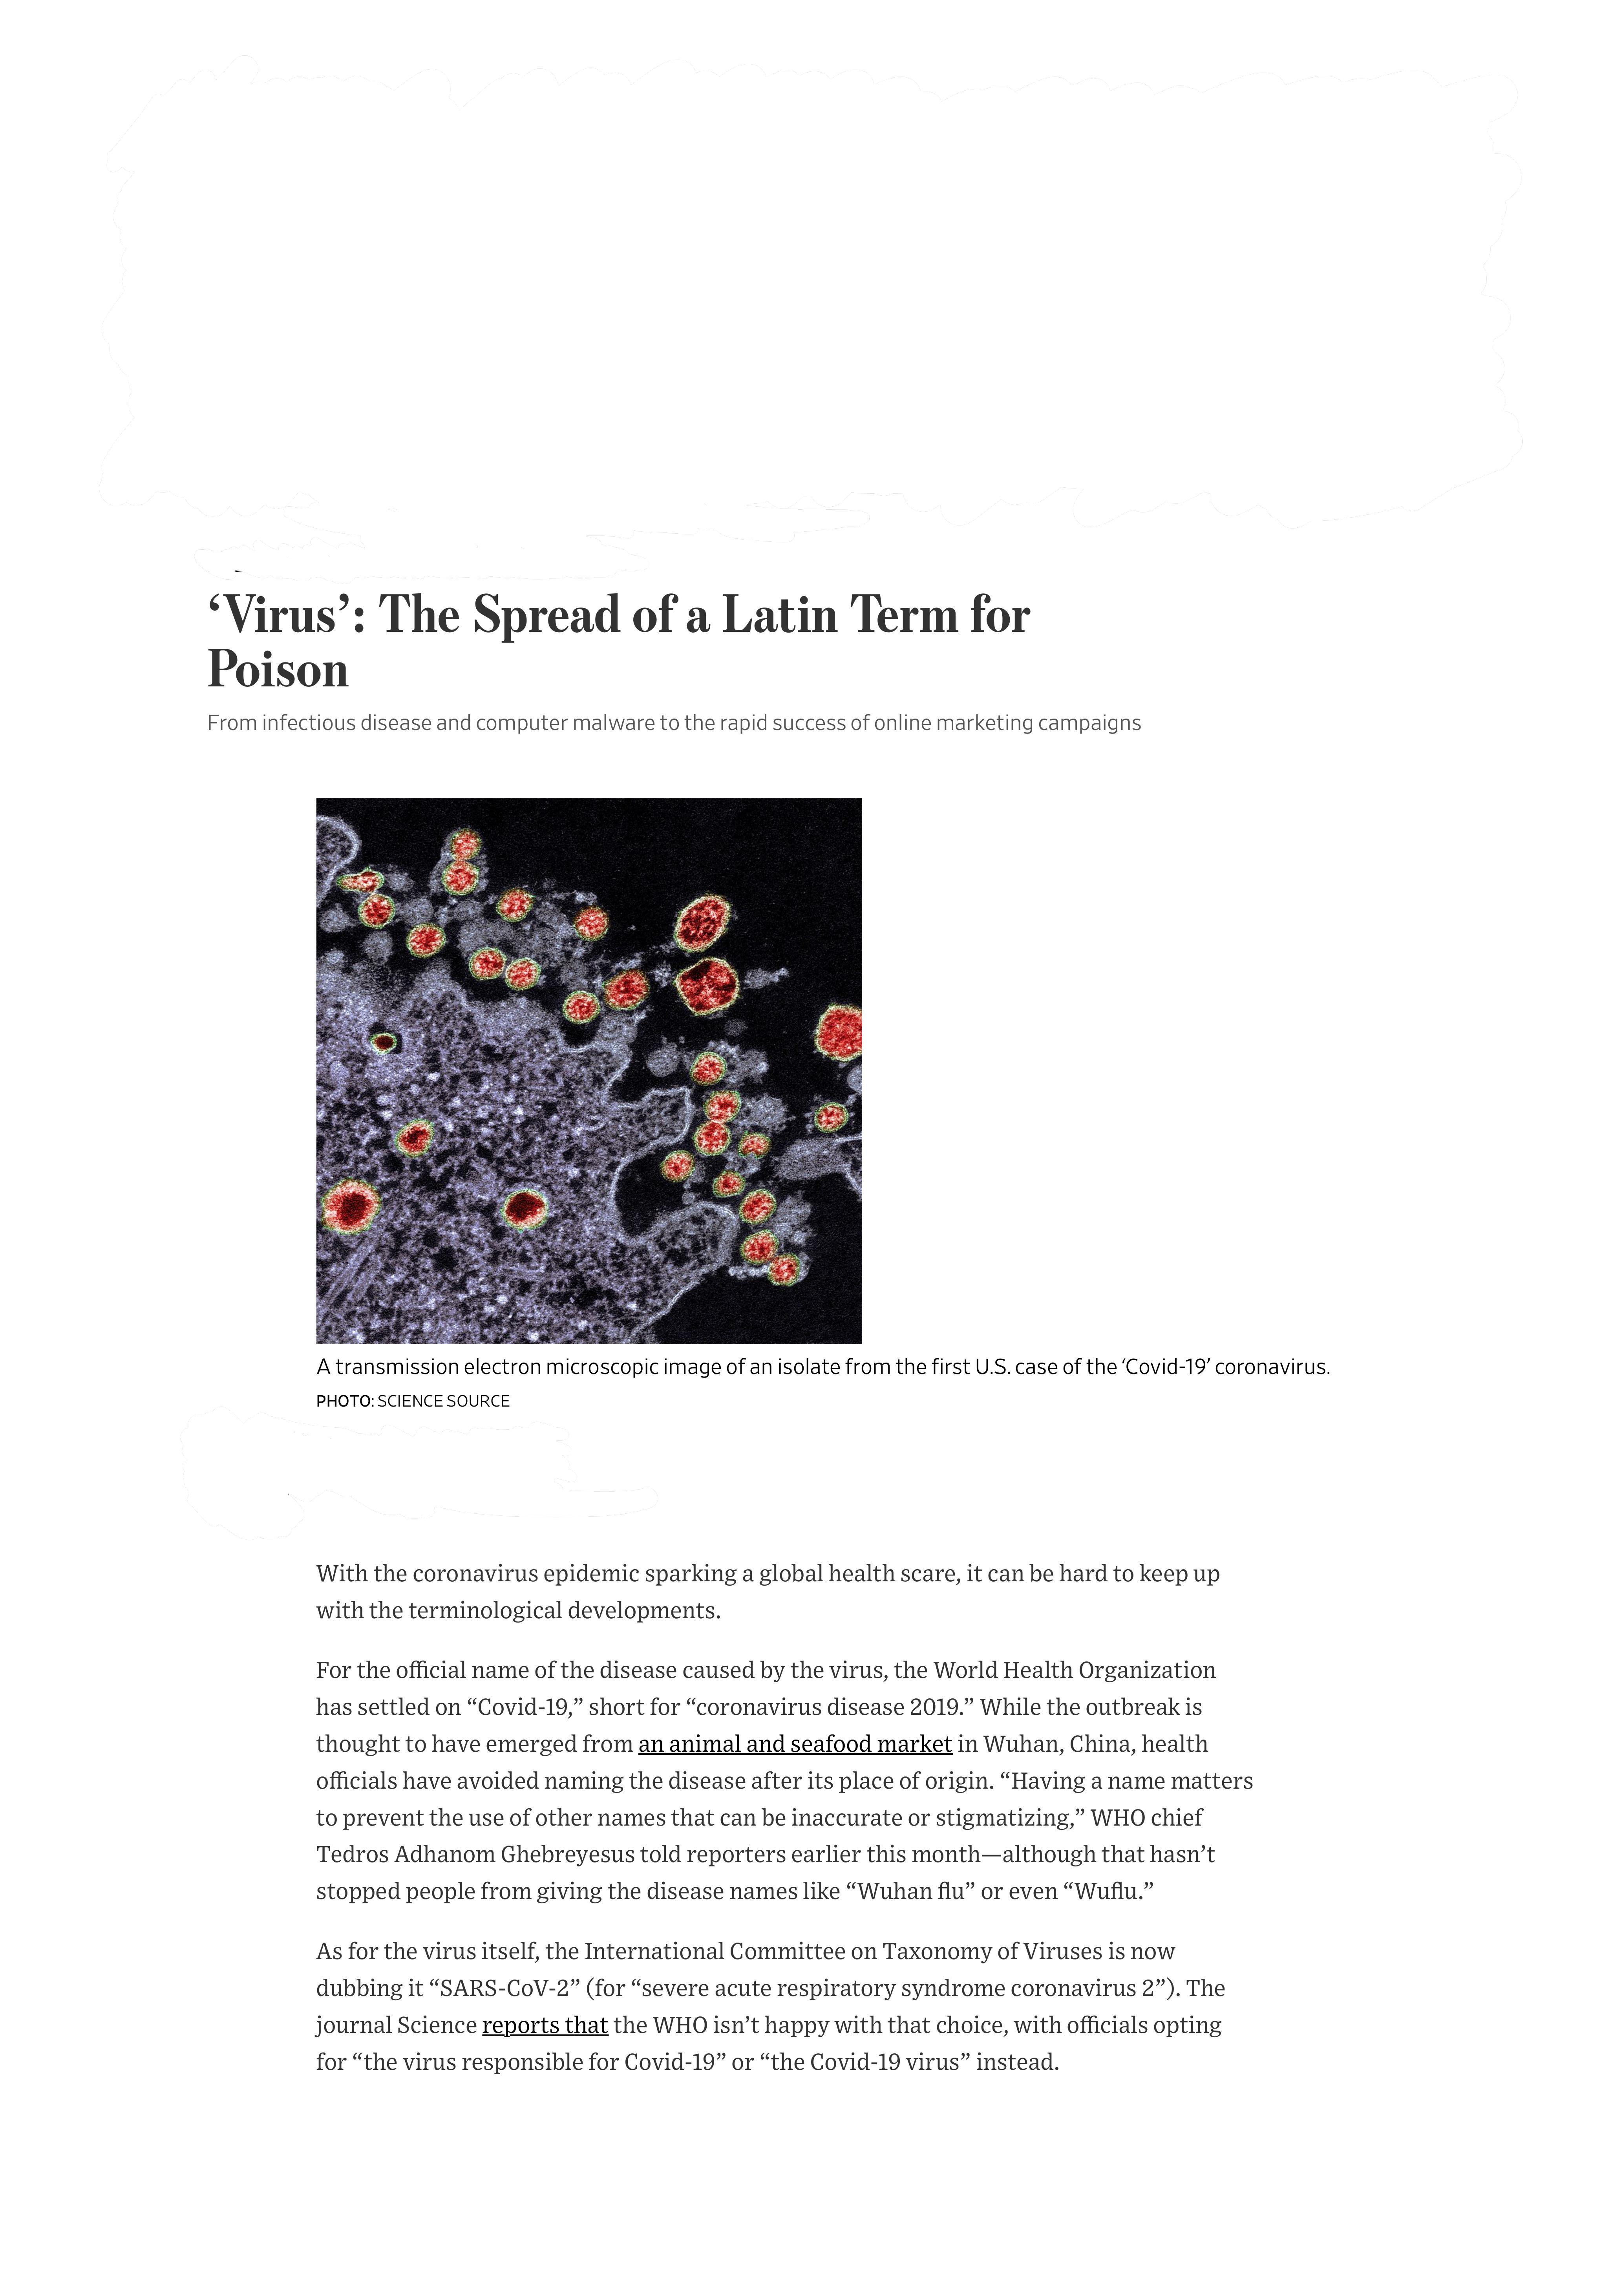 ‘Virus’: The Spread of a Latin Term for
Poison
From infectious disease and computer malware to the rapid success of online marketing campaigns
A transmission electron microscopic image of an isolate from the first U.S. case of the ‘Covid-19’ coronavirus.
PHOTO: SCIENCE SOURCE
With the coronavirus epidemic sparking a global health scare, it can be hard to keep up
with the terminological developments.
For the official name of the disease caused by the virus, the World Health Organization
has settled on “Covid-19,” short for “coronavirus disease 2019.” While the outbreak is
thought to have emerged from an animal and seafood market in Wuhan, China, health
officials have avoided naming the disease after its place of origin. “Having a name matters
to prevent the use of other names that can be inaccurate or stigmatizing,” WHO chief
Tedros Adhanom Ghebreyesus told reporters earlier this month—although that hasn’t
stopped people from giving the disease names like “Wuhan flu” or even “Wuflu.”
As for the virus itself, the International Committee on Taxonomy of Viruses is now
dubbing it “SARS-CoV-2” (for “severe acute respiratory syndrome coronavirus 2”). The
journal Science reports that the WHO isn’t happy with that choice, with officials opting
for “the virus responsible for Covid-19” or “the Covid-19 virus” instead.